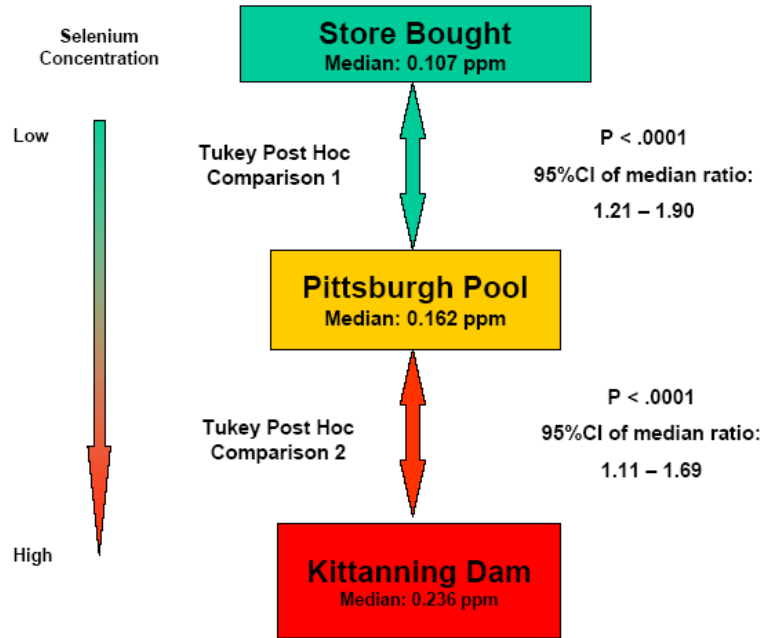 Selenium
Concentration
Store Bought
Median: 0.107 ppm
Low
Tukey Post Hoc
Comparison 1
P < .0001
95%CI of median ratio:
1.21 – 1.90
Pittsburgh Pool
Median: 0.162 ppm
Tukey Post Hoc
Comparison 2
P < .0001
95%CI of median ratio:
1.11 – 1.69
High
Kittanning Dam
Median: 0.236 ppm